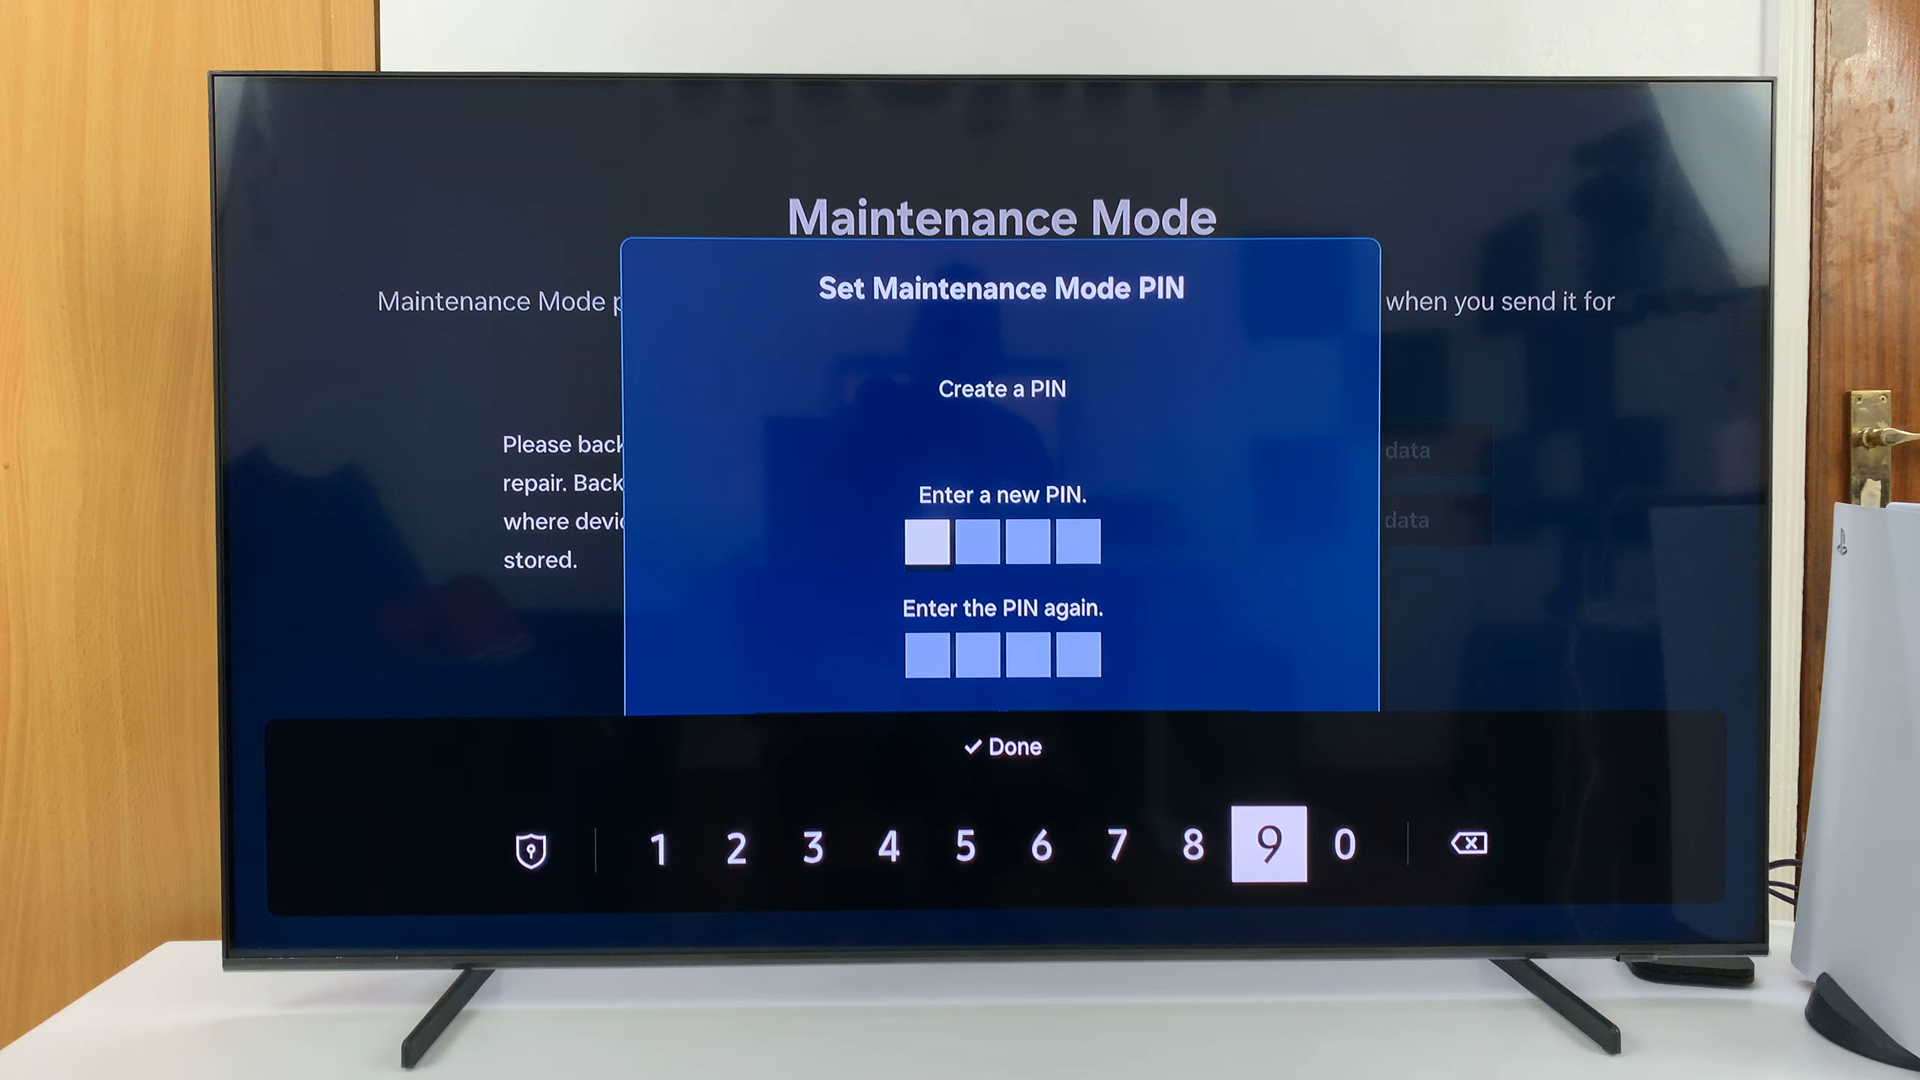 Maintenance Mode
Set Maintenance Mode PIN
Maintenance Mode
when you send it for
Create a PIN
Please back
repair. Back
where devic
stored.
data
data
Enter a new PIN.
Enter the PIN again.
✓ Done
1 2 3 4 5 6 7 8 9 0